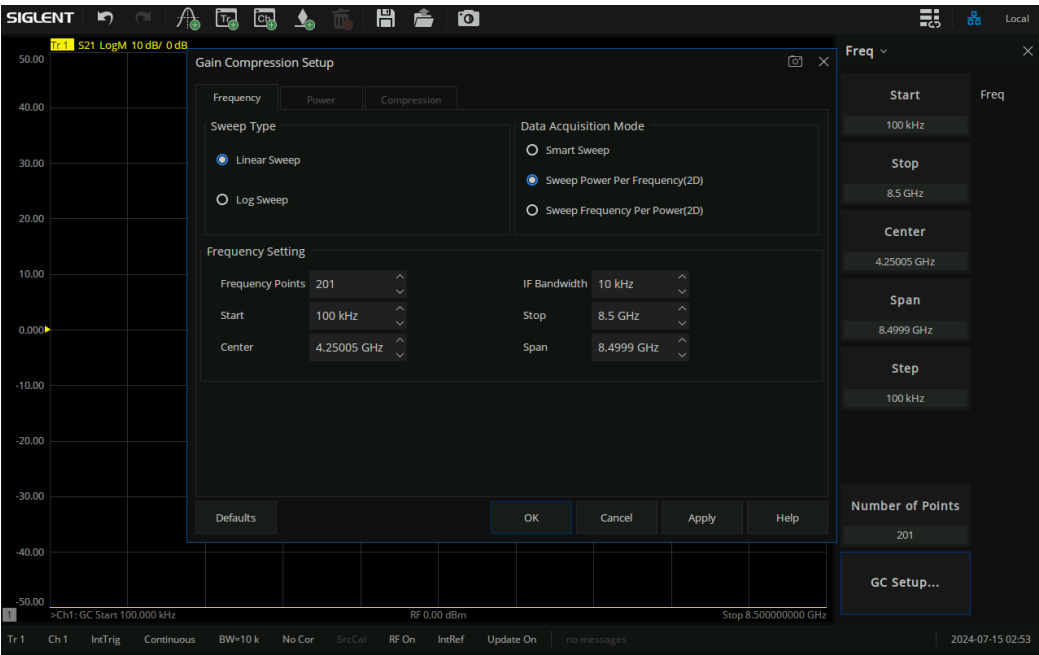 SIGLENT
Tr
Ch
Local
Tr 1 S21 LogM 10 dB/ 0 dB
50.00
40.00
30.00
20.00
10.00
0.000
-10.00
-20.00
-30.00
-40.00
-50.00
Gain Compression Setup
Frequency Power Compression
Sweep Type
Linear Sweep
Log Sweep
Data Acquisition Mode
Smart Sweep
Sweep Power Per Frequency(2D)
Sweep Frequency Per Power(2D)
Frequency Setting
Frequency Points 201 IF Bandwidth 10 kHz
Start 100 kHz Stop 8.5 GHz
Center 4.25005 GHz Span 8.4999 GHz
Defaults OK Cancel Apply Help
Freq
Freq
Start
100 kHz
Stop
8.5 GHz
Center
4.25005 GHz
Span
8.4999 GHz
Step
100 kHz
Number of Points
201
GC Setup...
1 >Ch1: GC Start 100.000 kHz RF 0.00 dBm Stop 8.500000000 GHz
Tr 1 Ch 1 IntTrig Continuous BW=10 k No Cor SrcCal RF On IntRef Update On no messages 2024-07-15 02:53